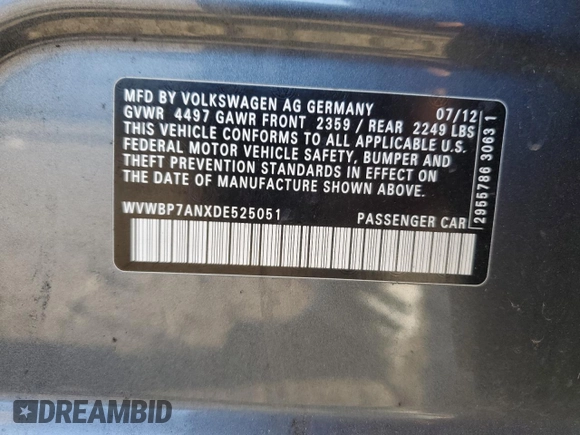 MFD BY VOLKSWAGEN AG GERMANY 07/12
GVWR 4497 GAWR FRONT 2359 / REAR 2249 LBS
THIS VEHICLE CONFORMS TO ALL APPLICABLE U.S.
FEDERAL MOTOR VEHICLE SAFETY, BUMPER AND
THEFT PREVENTION STANDARDS IN EFFECT ON
THE DATE OF MANUFACTURE SHOWN ABOVE.
WVWBP7ANXDE525051 PASSENGER CAR
2955786 3063 1
DREAMBID